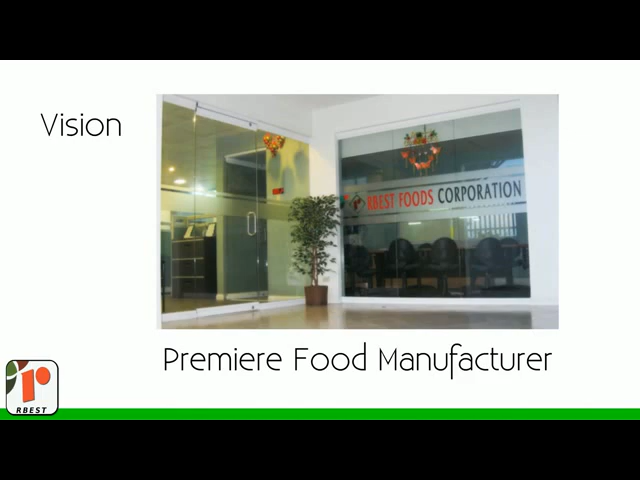 Vision
RBEST FOODS CORPORATION
Premiere Food Manufacturer
RBEST